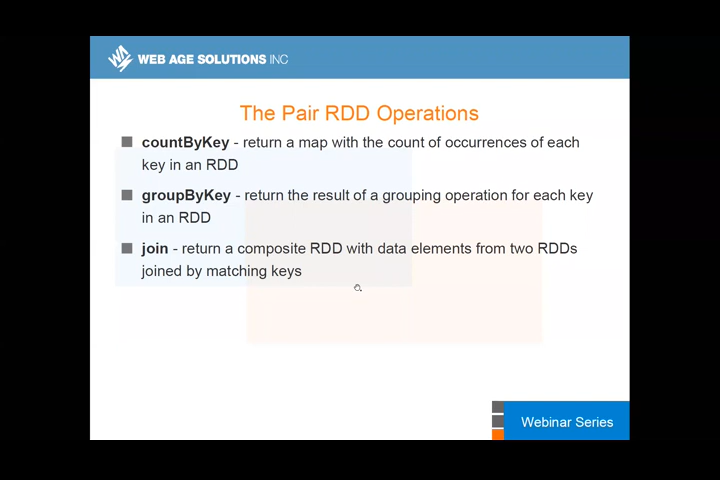 WEB AGE SOLUTIONS INC
The Pair RDD Operations
countByKey - return a map with the count of occurrences of each
key in an RDD
groupByKey - return the result of a grouping operation for each key
in an RDD
join - return a composite RDD with data elements from two RDDs
joined by matching keys
Webinar Series